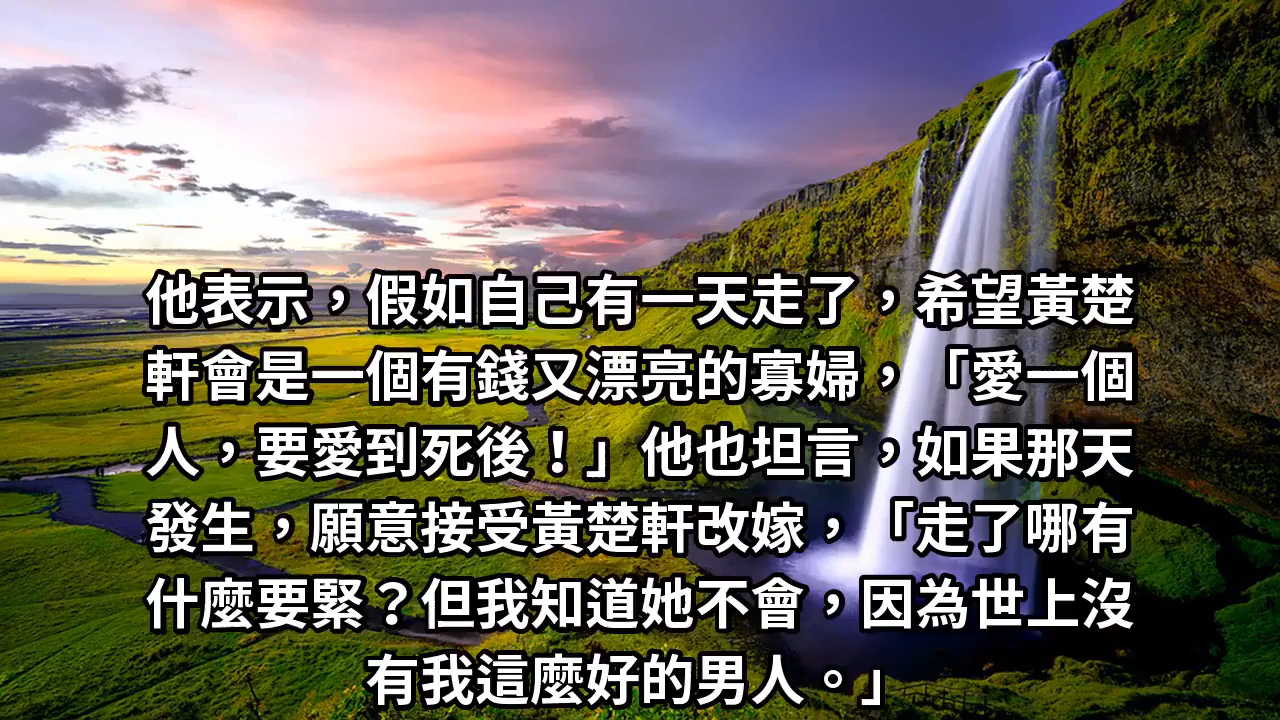 他表示，假如自己有一天走了，希望黃楚
軒會是一個有錢又漂亮的寡婦，「愛一個
人，要愛到死後！」他也坦言，如果那天
發生，願意接受黃楚軒改嫁，「走了哪有
什麼要緊？但我知道她不會，因為世上沒
有我這麼好的男人。」